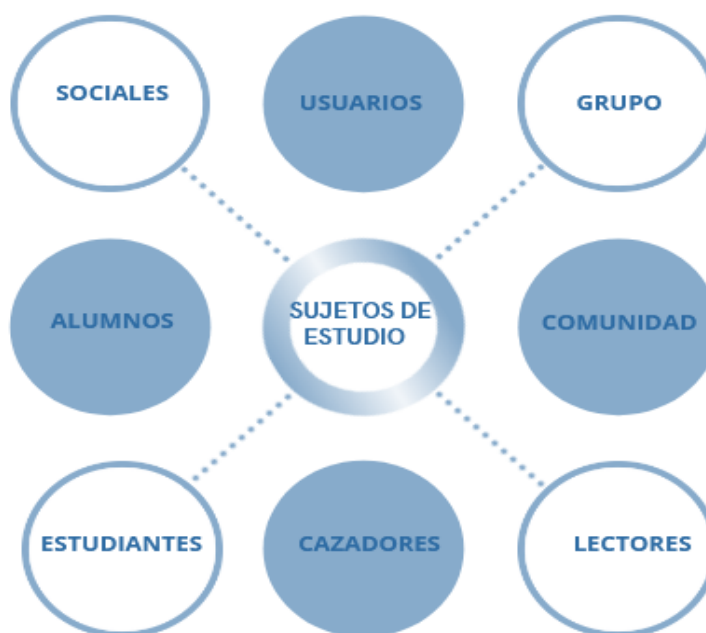 SOCIALES
USUARIOS
GRUPO
ALUMNOS
SUJETOS DE
ESTUDIO
COMUNIDAD
ESTUDIANTES
CAZADORES
LECTORES